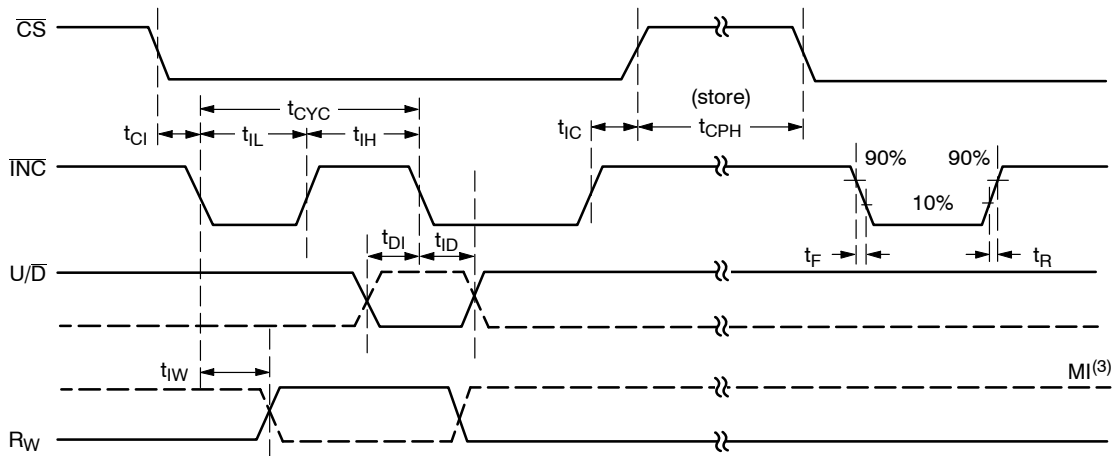 CS
(store)
tCYC
tCI
tIL
tIH
tIC
tCPH
INC
90%
90%
10%
tDI
tID
tF
tR
U/D
tIW
MI(3)
RW